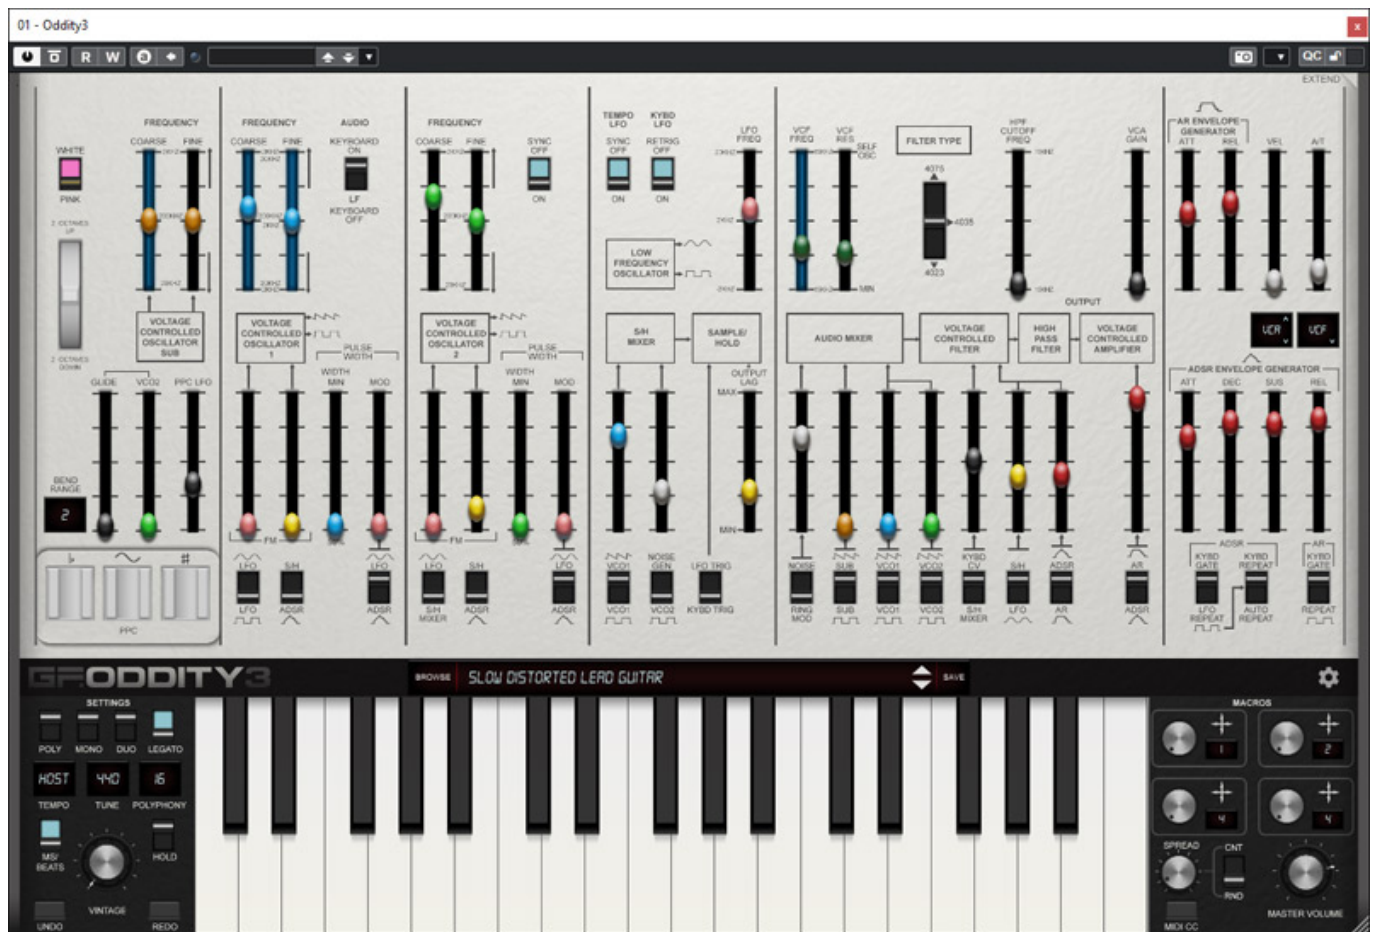 01 - Oddity3
x
R W
QC
EXTEND
FREQUENCY
COARSE FINE
WHITE
PINK
2 OCTAVES
UP
2 OCTAVES
DOWN
VOLTAGE
CONTROLLED
OSCILLATOR
SUB
GLIDE VCO2 PPC LFO
BEND
RANGE
2
PPC
FREQUENCY
COARSE FINE
AUDIO
KEYBOARD
ON
LF
KEYBOARD
OFF
VOLTAGE
CONTROLLED
OSCILLATOR
1
PULSE
WIDTH
WIDTH
MIN
MOD
FM
LFO S/H LFO
LFO ADSR ADSR
FREQUENCY
COARSE FINE
SYNC
OFF
ON
VOLTAGE
CONTROLLED
OSCILLATOR
2
PULSE
WIDTH
WIDTH
MIN
MOD
FM
LFO S/H LFO
S/H
MIXER
ADSR ADSR
TEMPO
LFO
KYBD
LFO
SYNC
OFF
RETRIG
OFF
ON ON
LFO
FREQ
LOW
FREQUENCY
OSCILLATOR
S/H
MIXER
SAMPLE/
HOLD
OUTPUT
LAG
MAX
MIN
VCO1
NOISE
GEN
LFO TRIG
VCO1 VCO2 KYBD TRIG
VCF
FREQ
VCF
RES
SELF
OSC
MIN
FILTER TYPE
4075
4035
4023
HPF
CUTOFF
FREQ
VCA
GAIN
OUTPUT
AUDIO MIXER
VOLTAGE
CONTROLLED
FILTER
HIGH
PASS
FILTER
VOLTAGE
CONTROLLED
AMPLIFIER
NOISE SUB VCO1 VCO2
KYBD
CV
S/H ADSR AR
RING
MOD
SUB VCO1 VCO2
S/H
MIXER
LFO AR ADSR
AR ENVELOPE
GENERATOR
ATT REL VEL A/T
VCA VCF
ADSR ENVELOPE GENERATOR
ATT DEC SUS REL
ADSR AR
KYBD
GATE
KYBD
REPEAT
KYBD
GATE
LFO
REPEAT
AUTO
REPEAT
REPEAT
GF.ODDITY3
BROWSE SLOW DISTORTED LEAD GUITAR SAVE
SETTINGS
POLY MONO DUO LEGATO
HOST 440 16
TEMPO TUNE POLYPHONY
MS/
BEATS
HOLD
VINTAGE
UNDO REDO
MACROS
1 2
4 4
SPREAD
CNT
RND
MIDI CC
MASTER VOLUME